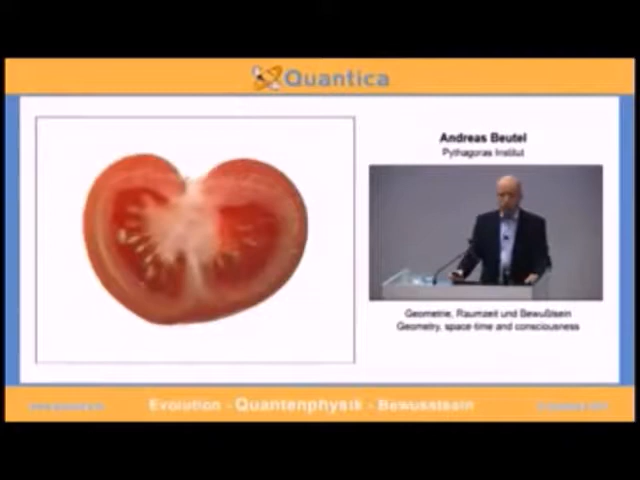 Quantica
Andreas Beutel
Pythagoras Institut
Geometrie, Raumzeit und Bewußtsein
Geometry, space-time and consciousness
Evolution - Quantenphysik - Bewusstsein